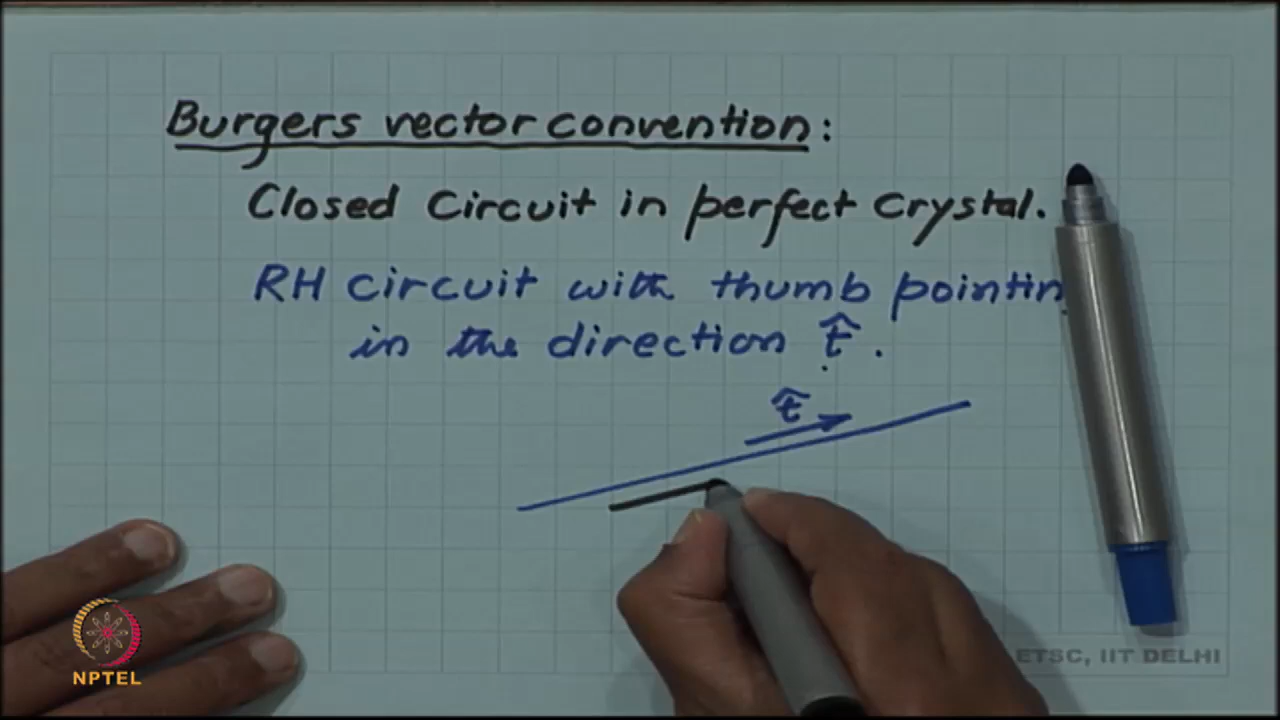 Burgers vector convention:
Closed Circuit in perfect Crystal.
RH circuit with thumb pointin
in the direction t̂.
t̂
NPTEL
ETSC, IIT DELHI